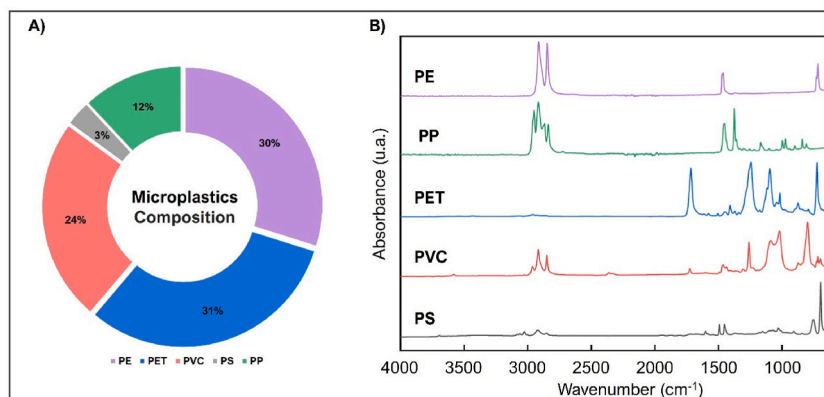 A)
12%
3%
30%
24%
31%
Microplastics
Composition
PE PET PVC PS PP
B)
PE
PP
PET
PVC
PS
Absorbance (u.a.)
4000 3500 3000 2500 2000 1500 1000
Wavenumber (cm⁻¹)